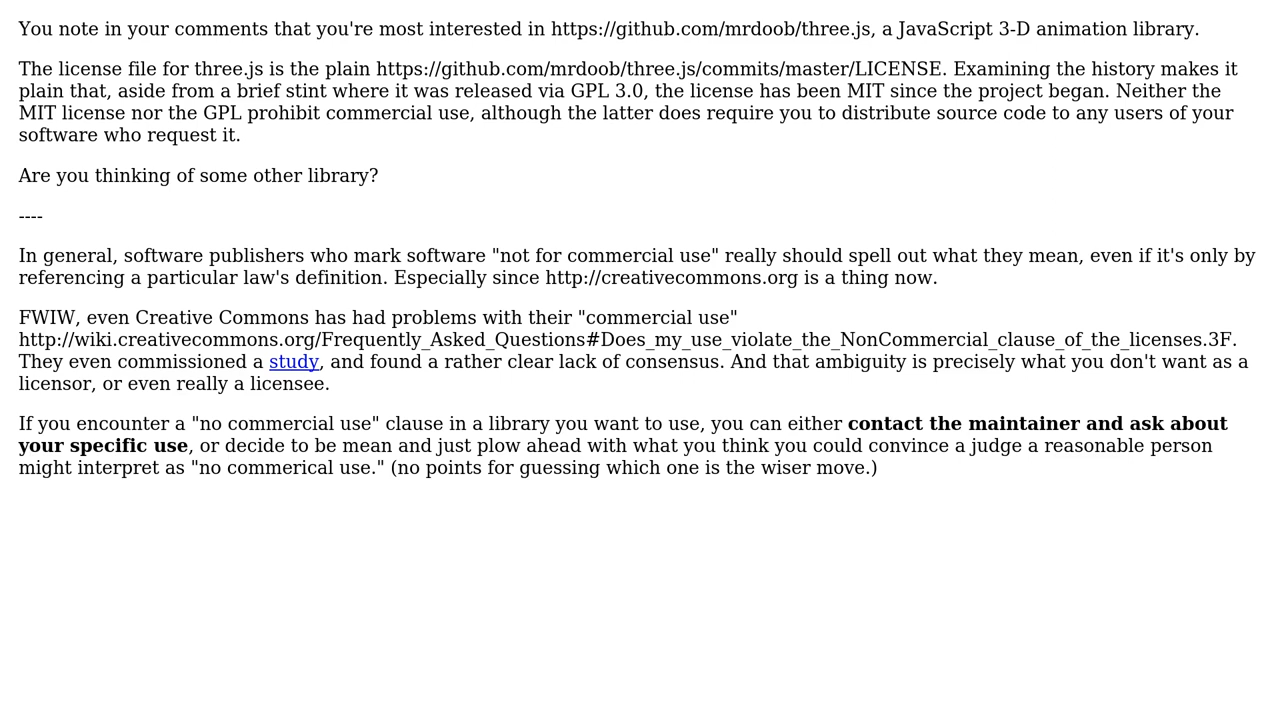 You note in your comments that you're most interested in https://github.com/mrdoob/three.js, a JavaScript 3-D animation library.
The license file for three.js is the plain https://github.com/mrdoob/three.js/commits/master/LICENSE. Examining the history makes it
plain that, aside from a brief stint where it was released via GPL 3.0, the license has been MIT since the project began. Neither the
MIT license nor the GPL prohibit commercial use, although the latter does require you to distribute source code to any users of your
software who request it.
Are you thinking of some other library?
----
In general, software publishers who mark software "not for commercial use" really should spell out what they mean, even if it's only by
referencing a particular law's definition. Especially since http://creativecommons.org is a thing now.
FWIW, even Creative Commons has had problems with their "commercial use"
http://wiki.creativecommons.org/Frequently_Asked_Questions#Does_my_use_violate_the_NonCommercial_clause_of_the_licenses.3F.
They even commissioned a study, and found a rather clear lack of consensus. And that ambiguity is precisely what you don't want as a
licensor, or even really a licensee.
If you encounter a "no commercial use" clause in a library you want to use, you can either contact the maintainer and ask about
your specific use, or decide to be mean and just plow ahead with what you think you could convince a judge a reasonable person
might interpret as "no commerical use." (no points for guessing which one is the wiser move.)